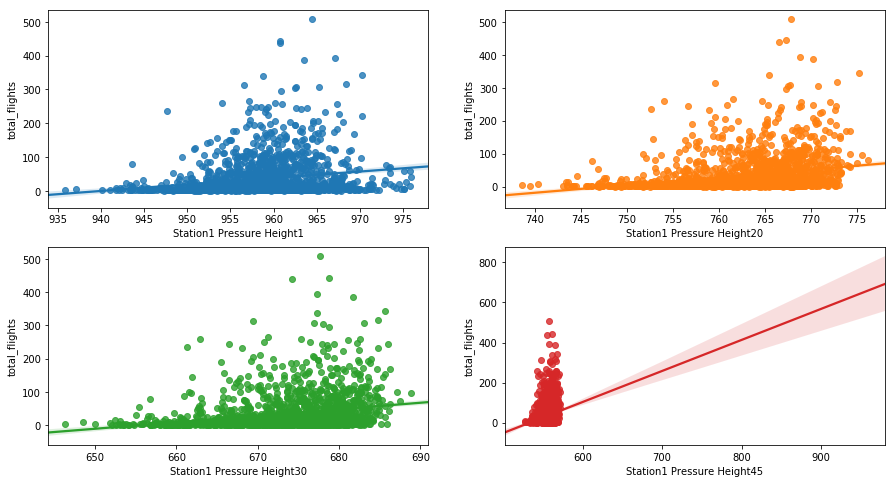 500
400
300
200
100
0
total_flights
935 940 945 950 955 960 965 970 975
Station1 Pressure Height1
500
400
300
200
100
0
total_flights
740 745 750 755 760 765 770 775
Station1 Pressure Height20
500
400
300
200
100
0
total_flights
650 660 670 680 690
Station1 Pressure Height30
800
600
400
200
0
total_flights
600 700 800 900
Station1 Pressure Height45